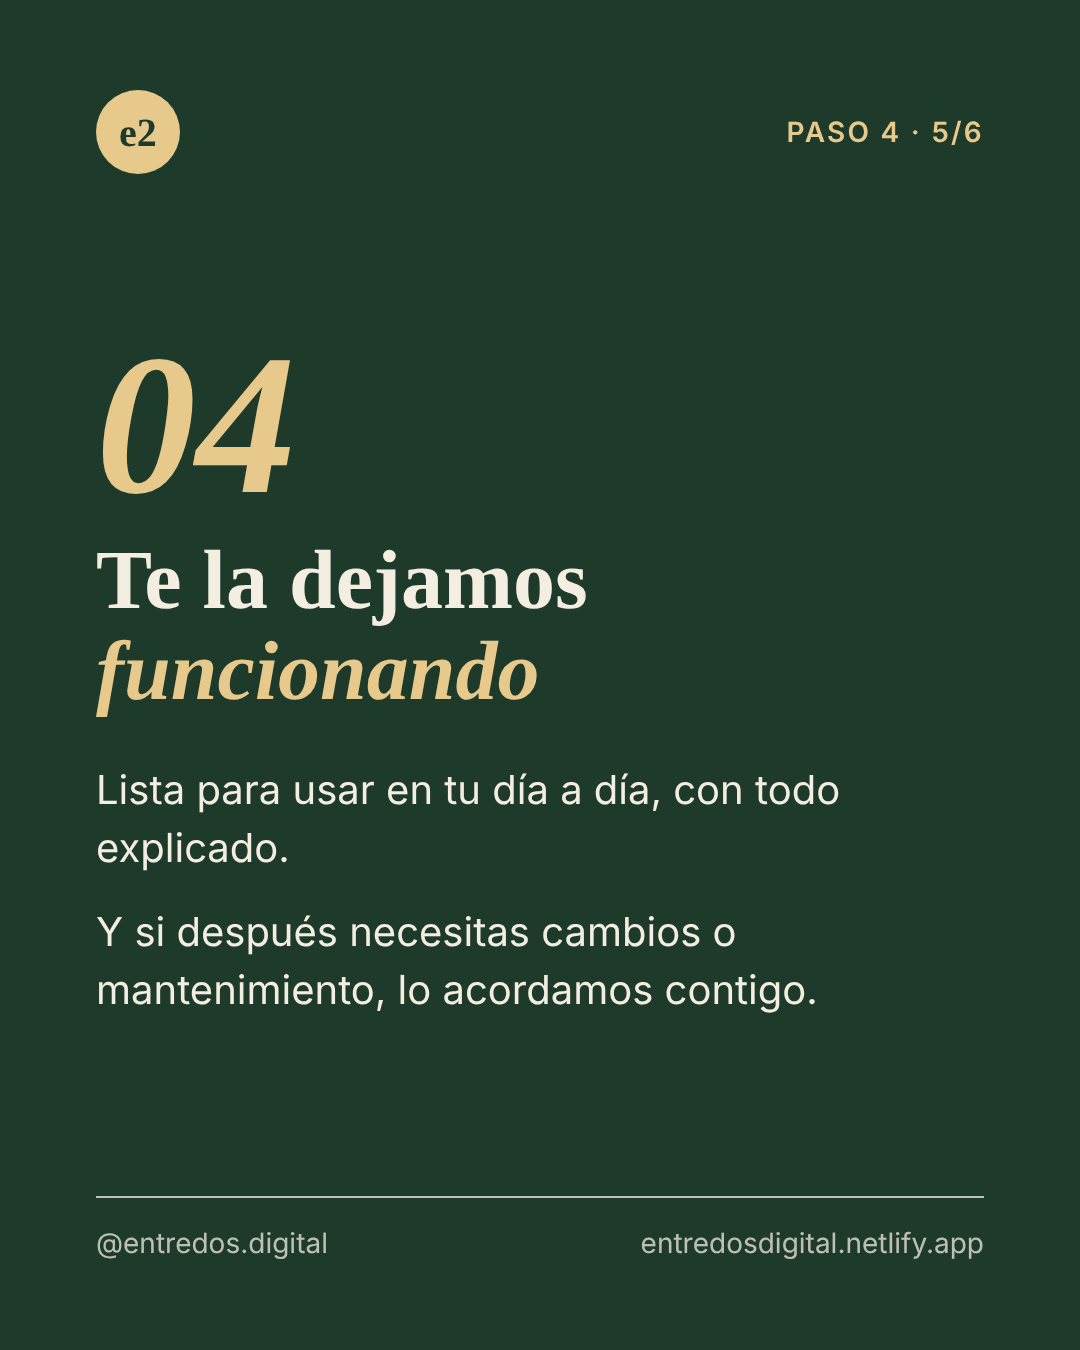 e2
PASO 4 · 5/6
04
Te la dejamos
funcionando
Lista para usar en tu día a día, con todo
explicado.
Y si después necesitas cambios o
mantenimiento, lo acordamos contigo.
@entredos.digital
entredosdigital.netlify.app